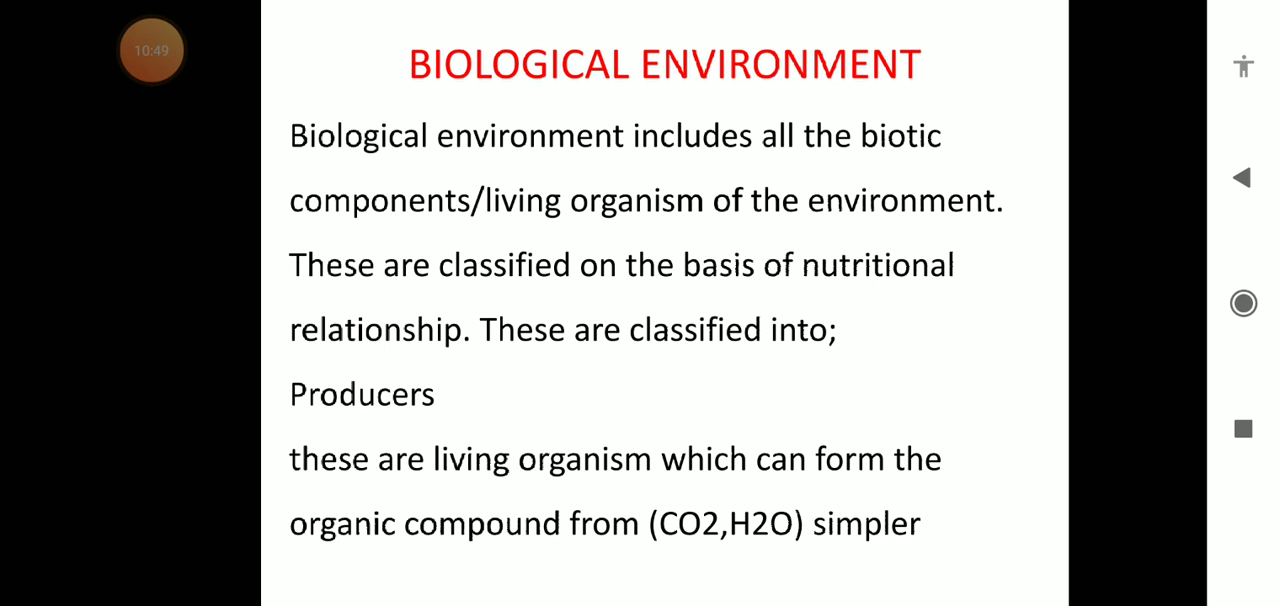 10:49
BIOLOGICAL ENVIRONMENT
Biological environment includes all the biotic
components/living organism of the environment.
These are classified on the basis of nutritional
relationship. These are classified into;
Producers
these are living organism which can form the
organic compound from (CO2,H2O) simpler